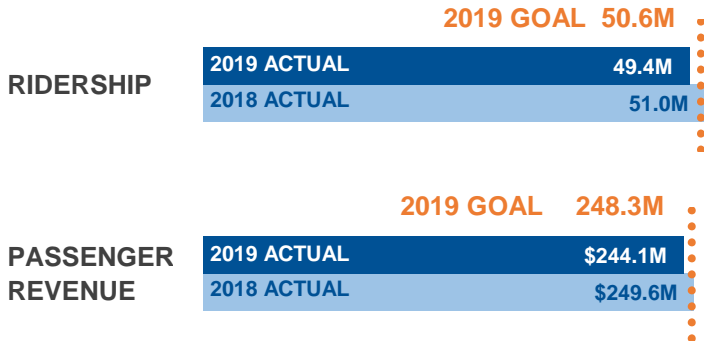 2019 GOAL 50.6M
RIDERSHIP
2019 ACTUAL 49.4M
2018 ACTUAL 51.0M
2019 GOAL 248.3M
PASSENGER
REVENUE
2019 ACTUAL $244.1M
2018 ACTUAL $249.6M